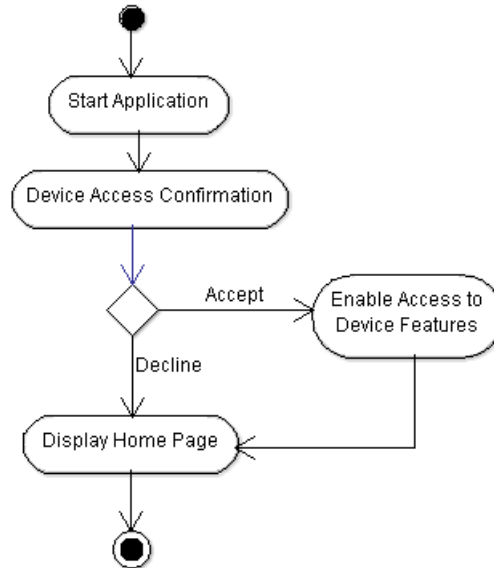 Start Application
Device Access Confirmation
Accept
Enable Access to
Device Features
Decline
Display Home Page